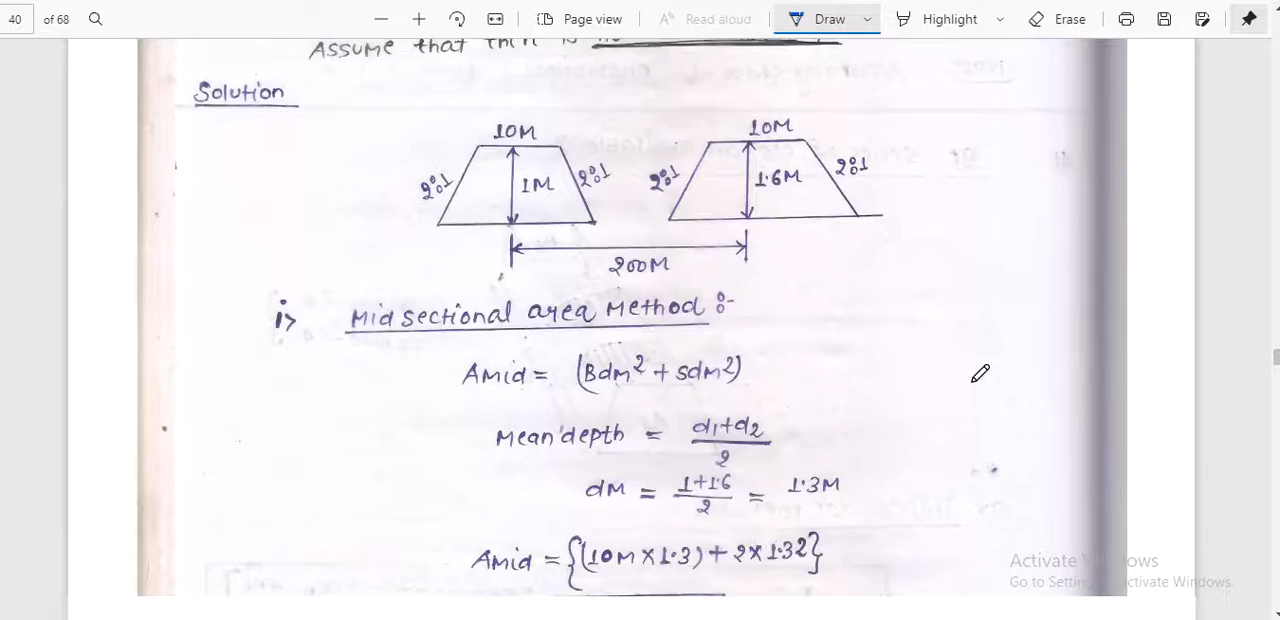 40 of 68 Page view Read aloud Draw Highlight Erase
Assume that
Solution
10M 10M
2:1 1M 2:1 2:1 1.6M 2:1
200M
i> Mid sectional area Method :-
Amid = (Bdm² + sdm²)
Mean depth = d1+d2 / 2
dM = 1+1.6 / 2 = 1.3M
Amid = {(10M×1.3) + 2×1.32}
Activate Windows
Go to Settings to activate Windows.